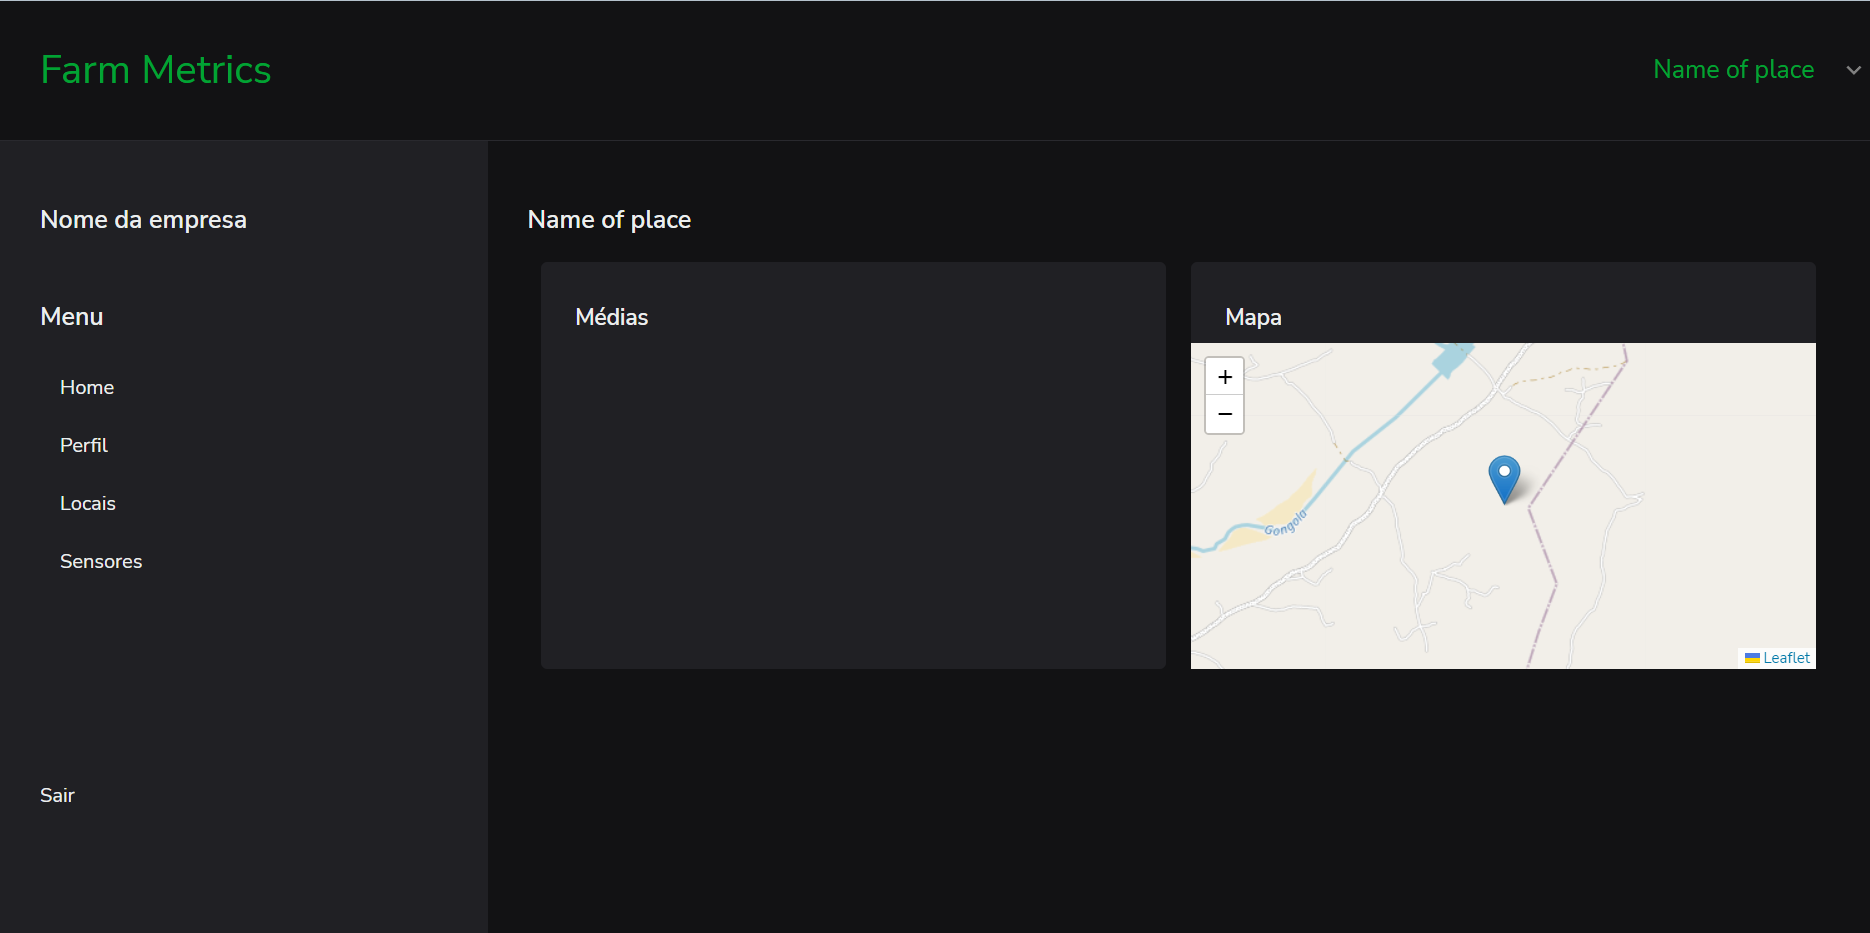 Farm Metrics
Name of place
Nome da empresa
Menu
Home
Perfil
Locais
Sensores
Sair
Name of place
Médias
Mapa
+
−
Gongola
Leaflet